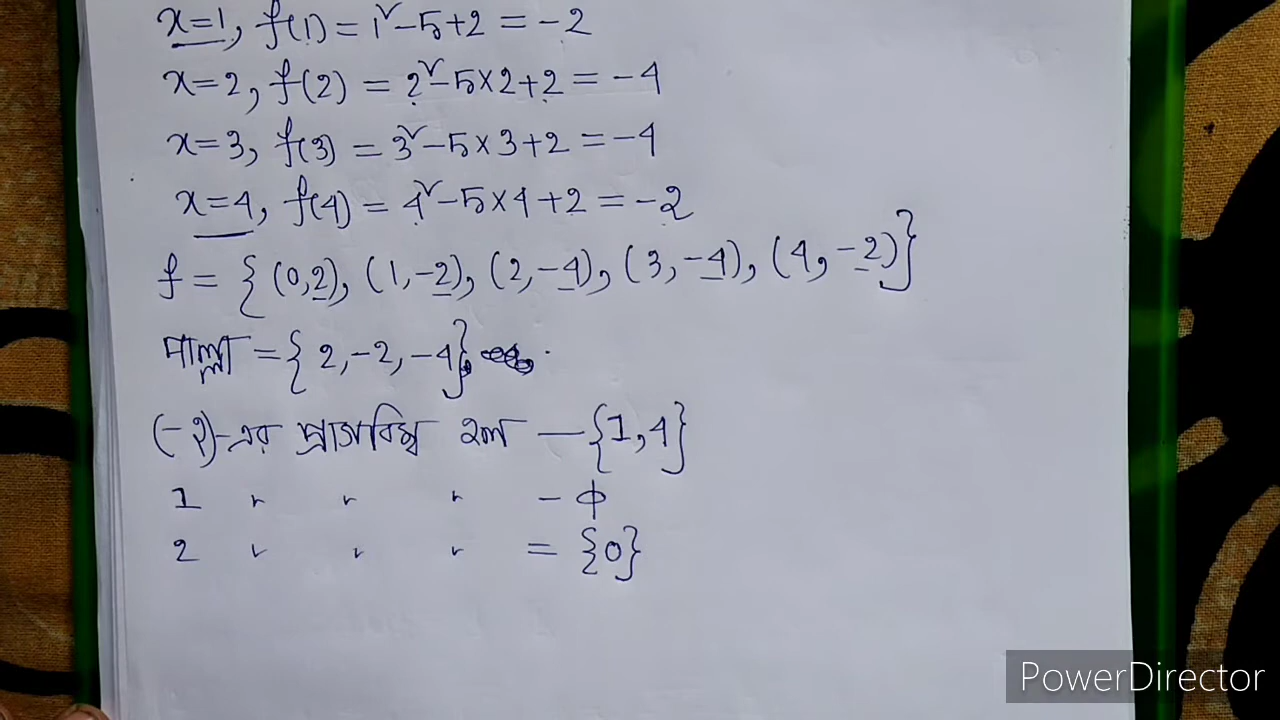 x=1, f(1) = 1²-5+2 = -2
x=2, f(2) = 2²-5×2+2 = -4
x=3, f(3) = 3²-5×3+2 = -4
x=4, f(4) = 4²-5×4+2 = -2
f = {(0,2), (1,-2), (2,-4), (3,-4), (4,-2)}
পাল্লা = {2,-2,-4}
(-২)-এর প্রাগবিম্ব হল — {1,4}
1 〃 〃 〃 - ф
2 〃 〃 〃 = {0}
PowerDirector